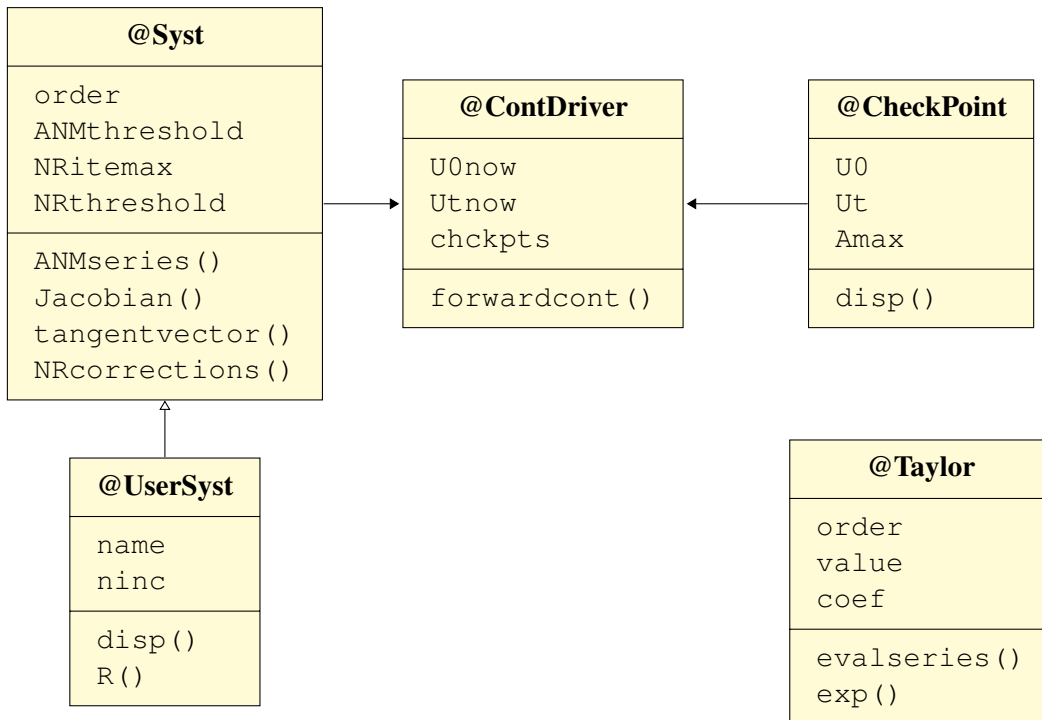 @Syst
order
ANMthreshold
NRitemax
NRthreshold
ANMseries()
Jacobian()
tangentvector()
NRcorrections()
@ContDriver
U0now
Utnow
chckpts
forwardcont()
@CheckPoint
U0
Ut
Amax
disp()
@UserSyst
name
ninc
disp()
R()
@Taylor
order
value
coef
evalseries()
exp()